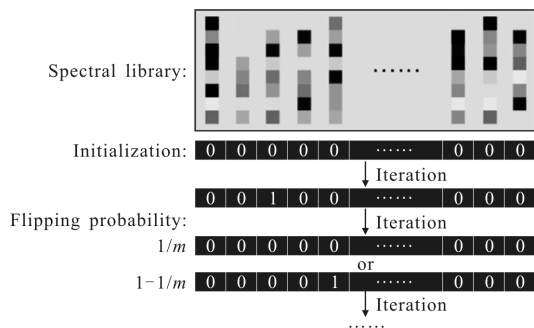 Spectral library: ······
Initialization: 0 0 0 0 0 ······ 0 0 0
Iteration
0 0 1 0 0 ······ 0 0 0
Flipping probability: Iteration
1/m 0 0 0 0 0 ······ 0 0 0
or
1-1/m 0 0 0 0 1 ······ 0 0 0
Iteration
······